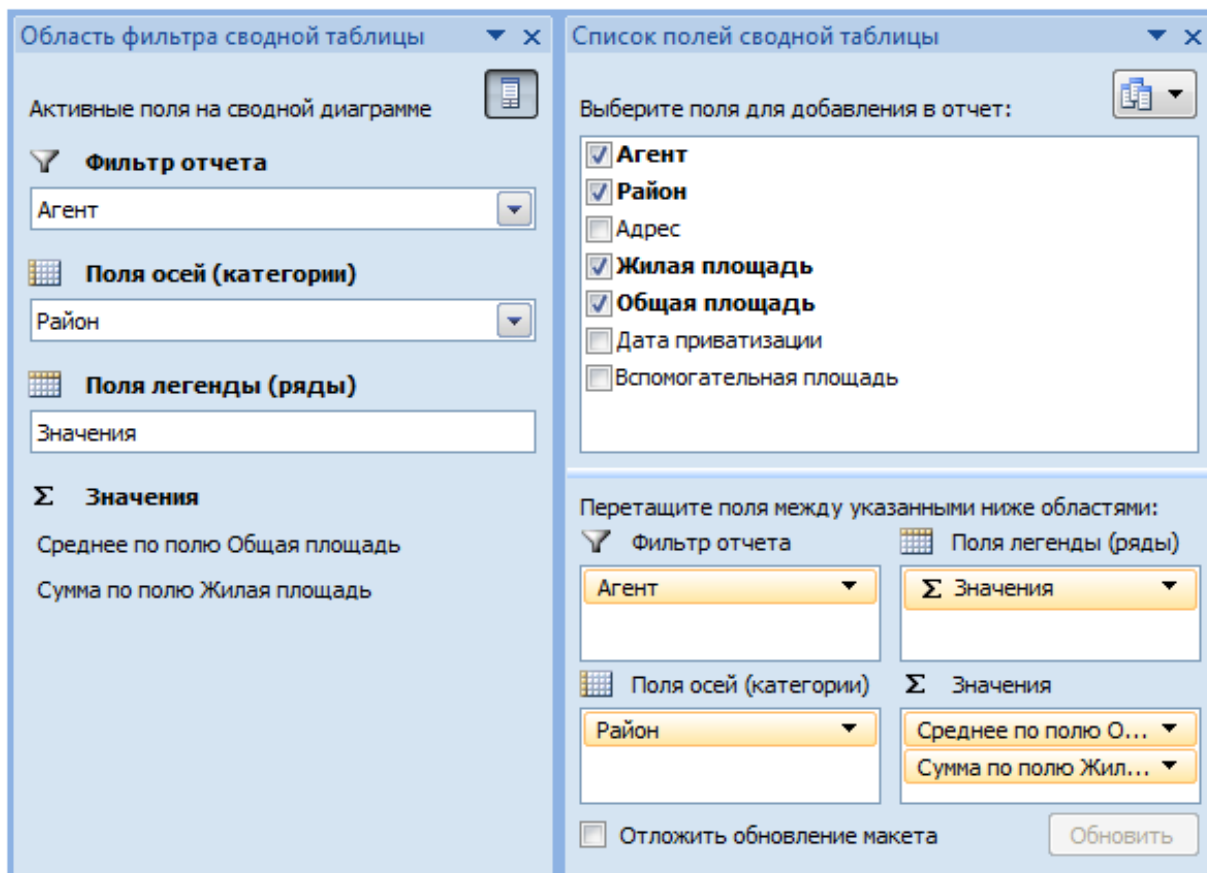 Область фильтра сводной таблицы
Активные поля на сводной диаграмме
Фильтр отчета
Агент
Поля осей (категории)
Район
Поля легенды (ряды)
Значения
Σ Значения
Среднее по полю Общая площадь
Сумма по полю Жилая площадь
Список полей сводной таблицы
Выберите поля для добавления в отчет:
Агент
Район
Адрес
Жилая площадь
Общая площадь
Дата приватизации
Вспомогательная площадь
Перетащите поля между указанными ниже областями:
Фильтр отчета
Агент
Поля легенды (ряды)
Σ Значения
Поля осей (категории)
Район
Σ Значения
Среднее по полю О...
Сумма по полю Жил...
Отложить обновление макета
Обновить